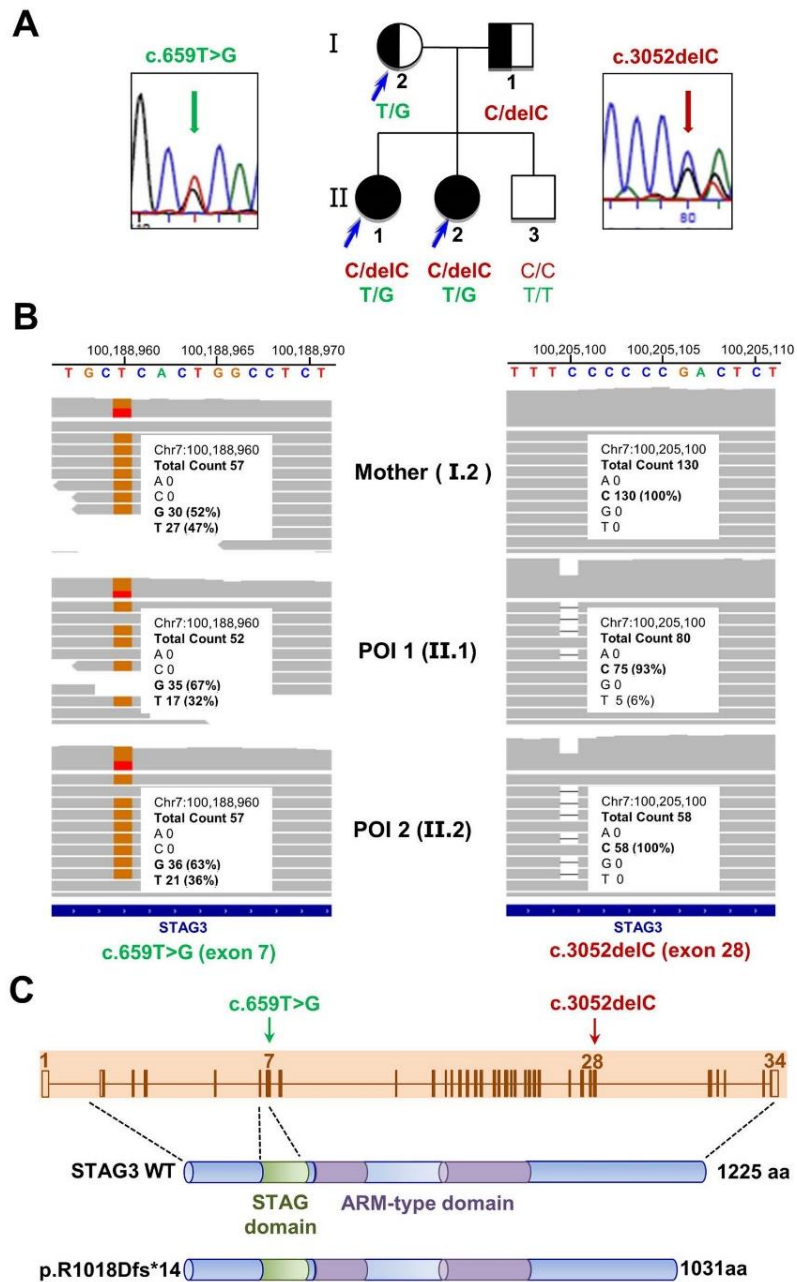 A
c.659T>G
I
2
T/G
1
C/delC
c.3052delC
80
II
1
2
3
C/delC
C/delC
C/C
T/G
T/G
T/T
B
100,188,960 100,188,965 100,188,970
T G C T C A C T G G C C T C T
100,205,100 100,205,105 100,205,110
T T T C C C C C C G A C T C T
Chr7:100,188,960
Total Count 57
A 0
C 0
G 30 (52%)
T 27 (47%)
Mother ( I.2 )
Chr7:100,205,100
Total Count 130
A 0
C 130 (100%)
G 0
T 0
Chr7:100,188,960
Total Count 52
A 0
C 0
G 35 (67%)
T 17 (32%)
POI 1 (II.1)
Chr7:100,205,100
Total Count 80
A 0
C 75 (93%)
G 0
T 5 (6%)
Chr7:100,188,960
Total Count 57
A 0
C 0
G 36 (63%)
T 21 (36%)
POI 2 (II.2)
Chr7:100,205,100
Total Count 58
A 0
C 58 (100%)
G 0
T 0
STAG3
STAG3
c.659T>G (exon 7)
c.3052delC (exon 28)
C
c.659T>G
c.3052delC
1 7 28 34
STAG3 WT
1225 aa
STAG
domain
ARM-type domain
p.R1018Dfs*14
1031aa